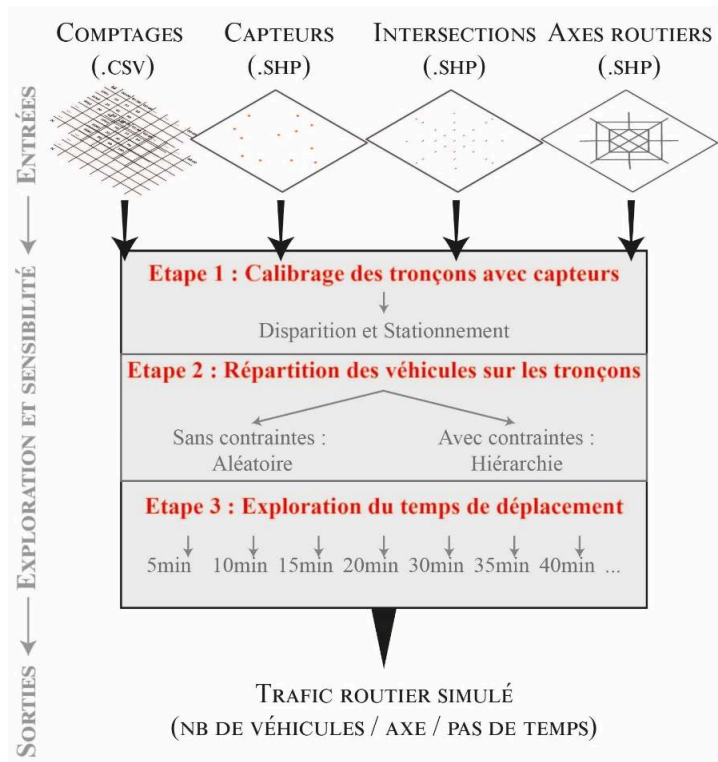 COMPTAGES CAPTEURS INTERSECTIONS AXES ROUTIERS
(.CSV) (.SHP) (.SHP) (.SHP)
ENTRÉES
EXPLORATION ET SENSIBILITÉ
SORTIES
Etape 1 : Calibrage des tronçons avec capteurs
Disparition et Stationnement
Etape 2 : Répartition des véhicules sur les tronçons
Sans contraintes : Avec contraintes :
Aléatoire Hiérarchie
Etape 3 : Exploration du temps de déplacement
5min 10min 15min 20min 30min 35min 40min ...
TRAFIC ROUTIER SIMULÉ
(NB DE VÉHICULES / AXE / PAS DE TEMPS)